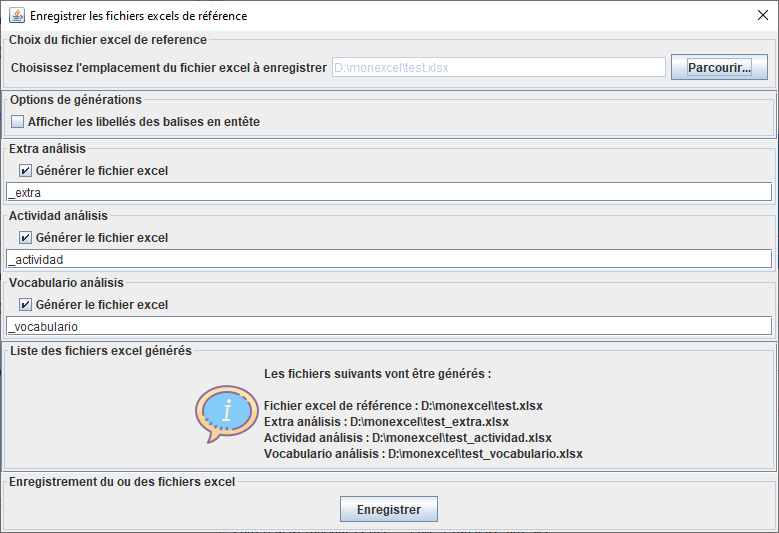 Enregistrer les fichiers excels de référence
Choix du fichier excel de reference
Choisissez l'emplacement du fichier excel à enregistrer D:\monexcel\test.xlsx Parcourir...
Options de générations
Afficher les libellés des balises en entête
Extra análisis
Générer le fichier excel
_extra
Actividad análisis
Générer le fichier excel
_actividad
Vocabulario análisis
Générer le fichier excel
_vocabulario
Liste des fichiers excel générés
Les fichiers suivants vont être générés :
Fichier excel de référence : D:\monexcel\test.xlsx
Extra análisis : D:\monexcel\test_extra.xlsx
Actividad análisis : D:\monexcel\test_actividad.xlsx
Vocabulario análisis : D:\monexcel\test_vocabulario.xlsx
Enregistrement du ou des fichiers excel
Enregistrer